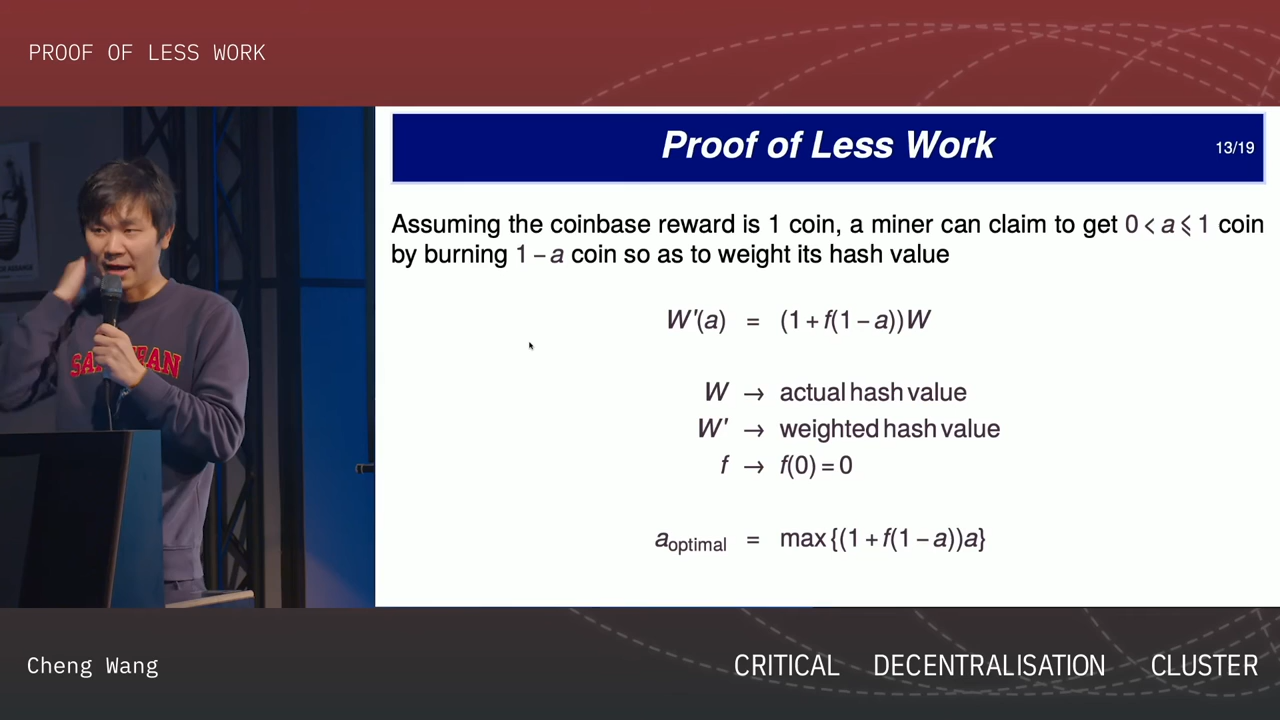 PROOF OF LESS WORK
Proof of Less Work
13/19
Assuming the coinbase reward is 1 coin, a miner can claim to get 0 < a ⩽ 1 coin
by burning 1 – a coin so as to weight its hash value
W'(a) = (1 + f(1 – a))W
W → actual hash value
W' → weighted hash value
f → f(0) = 0
a_optimal = max {(1 + f(1 – a))a}
Cheng Wang
CRITICAL DECENTRALISATION CLUSTER